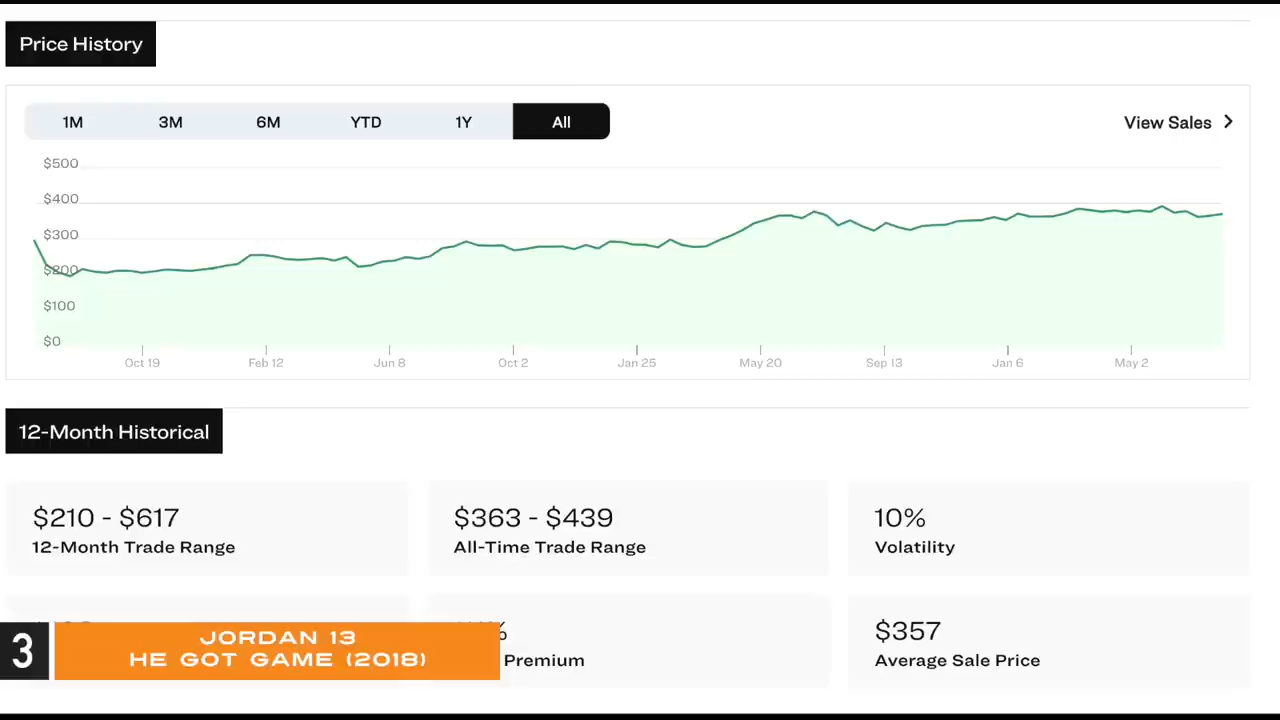 Price History
1M 3M 6M YTD 1Y All
View Sales
$500
$400
$300
$200
$100
$0
Oct 19 Feb 12 Jun 8 Oct 2 Jan 25 May 20 Sep 13 Jan 6 May 2
12-Month Historical
$210 - $617
12-Month Trade Range
$363 - $439
All-Time Trade Range
10%
Volatility
Premium
$357
Average Sale Price
3
JORDAN 13
HE GOT GAME (2018)